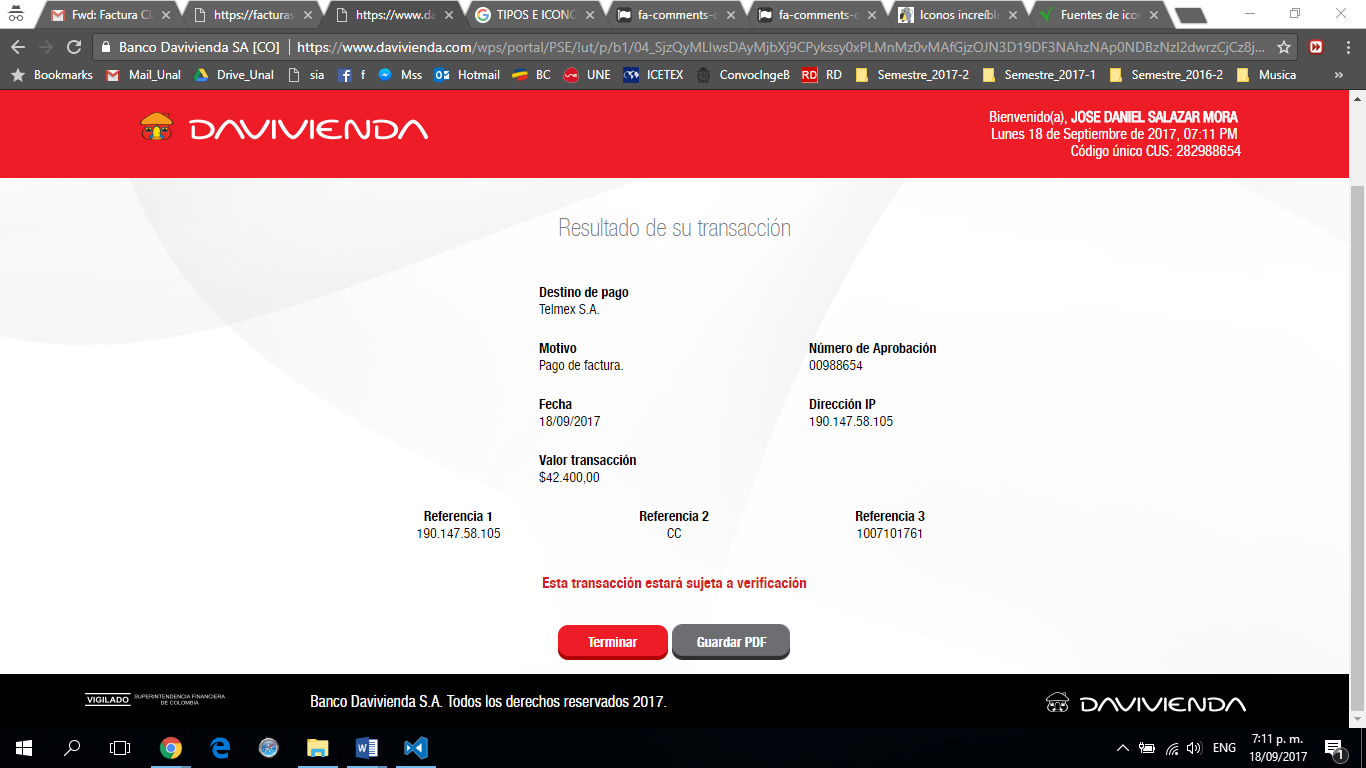 Fwd: Factura Cl
https://facturas
https://www.da
TIPOS E ICONO
fa-comments-o
fa-comments-o
Iconos increíble
Fuentes de icon
Banco Davivienda SA [CO] | https://www.davivienda.com/wps/portal/PSE/!ut/p/b1/
Bookmarks Mail_Unal Drive_Unal sia f Mss Hotmail BC UNE ICETEX ConvocIngeB RD RD Semestre_2017-2 Semestre_2017-1 Semestre_2016-2 Musica »
DAVIVIENDA
Bienvenido(a), JOSE DANIEL SALAZAR MORA
Lunes 18 de Septiembre de 2017, 07:11 PM
Código único CUS: 282988654
Resultado de su transacción
Destino de pago
Telmex S.A.
Motivo Número de Aprobación
Pago de factura. 00988654
Fecha Dirección IP
18/09/2017 190.147.58.105
Valor transacción
$42.400,00
Referencia 1 Referencia 2 Referencia 3
190.147.58.105 CC 1007101761
Esta transacción estará sujeta a verificación
Terminar Guardar PDF
VIGILADO SUPERINTENDENCIA FINANCIERA
DE COLOMBIA
Banco Davivienda S.A. Todos los derechos reservados 2017.
DAVIVIENDA
ENG
7:11 p. m.
18/09/2017
1